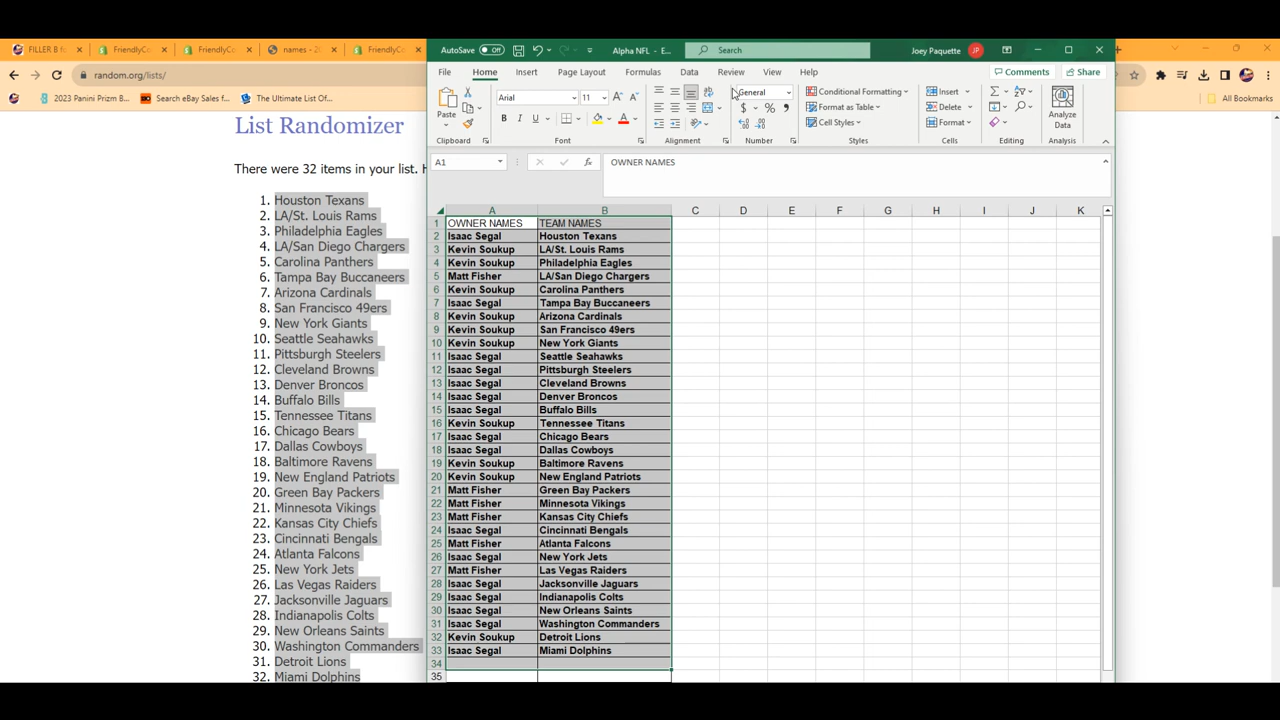 FILLER B f
FriendlyCo
FriendlyCo
names - 20
FriendlyC
random.org/lists/
2023 Panini Prizm B...
Search eBay Sales f
All Bookmarks
List Randomizer
There were 32 items in your list. H
1. Houston Texans
2. LA/St. Louis Rams
3. Philadelphia Eagles
4. LA/San Diego Chargers
5. Carolina Panthers
6. Tampa Bay Buccaneers
7. Arizona Cardinals
8. San Francisco 49ers
9. New York Giants
10. Seattle Seahawks
11. Pittsburgh Steelers
12. Cleveland Browns
13. Denver Broncos
14. Buffalo Bills
15. Tennessee Titans
16. Chicago Bears
17. Dallas Cowboys
18. Baltimore Ravens
19. New England Patriots
20. Green Bay Packers
21. Minnesota Vikings
22. Kansas City Chiefs
23. Cincinnati Bengals
24. Atlanta Falcons
25. New York Jets
26. Las Vegas Raiders
27. Jacksonville Jaguars
28. Indianapolis Colts
29. New Orleans Saints
30. Washington Commanders
31. Detroit Lions
32. Miami Dolphins
AutoSave Off Alpha NFL - E... Search Joey Paquette JP
File Home Insert Page Layout Formulas Data Review View Help Comments Share
Paste
Arial 11
B I U
General
$ % 9
Conditional Formatting
Format as Table
Cell Styles
Insert
Delete
Format
Analyze
Data
Clipboard Font Alignment Number Styles Cells Editing Analysis
A1 fx OWNER NAMES
A B C D E F G H I J K
1 OWNER NAMES TEAM NAMES
2 Isaac Segal Houston Texans
3 Kevin Soukup LA/St. Louis Rams
4 Kevin Soukup Philadelphia Eagles
5 Matt Fisher LA/San Diego Chargers
6 Kevin Soukup Carolina Panthers
7 Isaac Segal Tampa Bay Buccaneers
8 Kevin Soukup Arizona Cardinals
9 Kevin Soukup San Francisco 49ers
10 Kevin Soukup New York Giants
11 Isaac Segal Seattle Seahawks
12 Isaac Segal Pittsburgh Steelers
13 Isaac Segal Cleveland Browns
14 Isaac Segal Denver Broncos
15 Isaac Segal Buffalo Bills
16 Kevin Soukup Tennessee Titans
17 Isaac Segal Chicago Bears
18 Isaac Segal Dallas Cowboys
19 Kevin Soukup Baltimore Ravens
20 Kevin Soukup New England Patriots
21 Matt Fisher Green Bay Packers
22 Matt Fisher Minnesota Vikings
23 Matt Fisher Kansas City Chiefs
24 Isaac Segal Cincinnati Bengals
25 Matt Fisher Atlanta Falcons
26 Isaac Segal New York Jets
27 Matt Fisher Las Vegas Raiders
28 Isaac Segal Jacksonville Jaguars
29 Isaac Segal Indianapolis Colts
30 Isaac Segal New Orleans Saints
31 Isaac Segal Washington Commanders
32 Kevin Soukup Detroit Lions
33 Isaac Segal Miami Dolphins
34
35